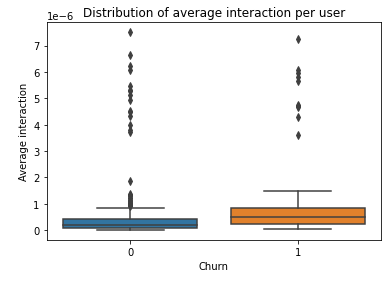 Distribution of average interaction per user
1e−6
7
6
5
4
3
2
1
0
Average interaction
0 1
Churn